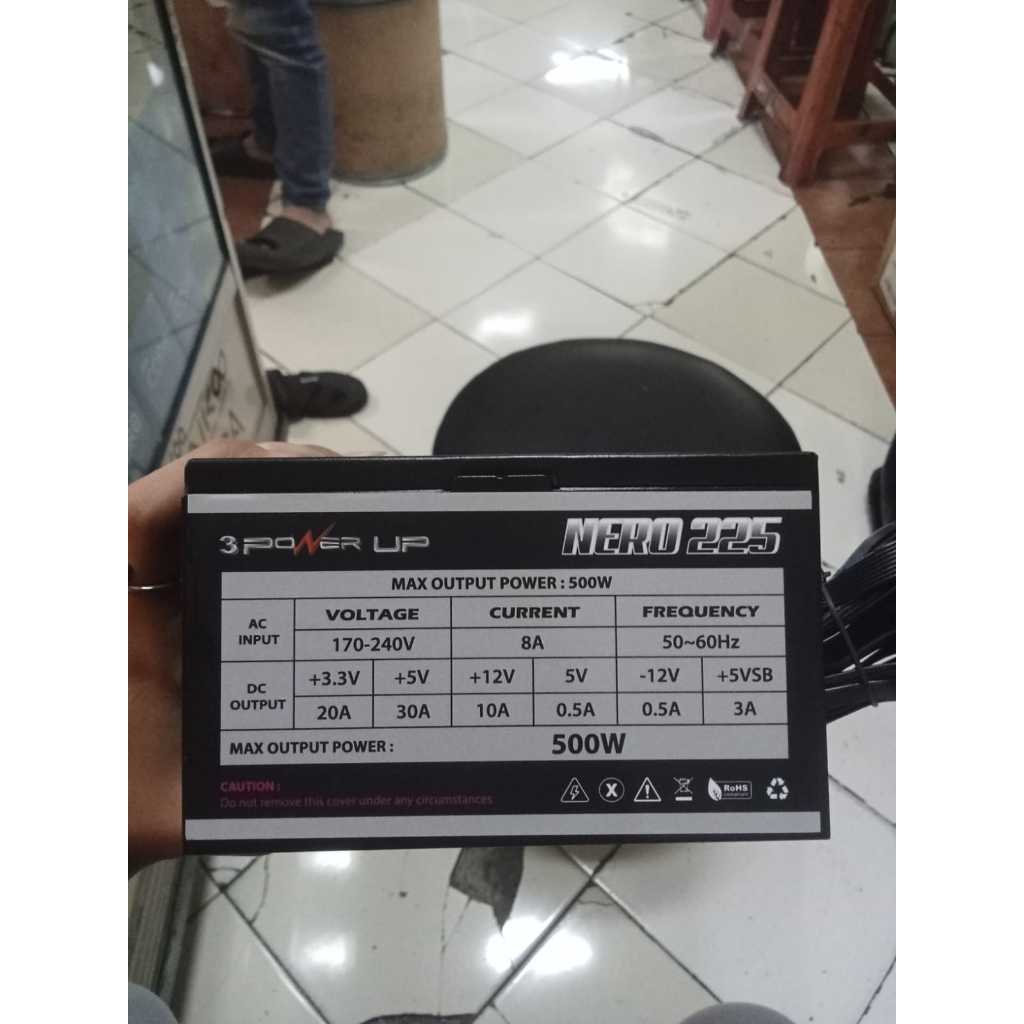 3 POWER UP
NERO 225
MAX OUTPUT POWER : 500W
AC INPUT VOLTAGE CURRENT FREQUENCY
170-240V 8A 50~60Hz
DC OUTPUT +3.3V +5V +12V 5V -12V +5VSB
20A 30A 10A 0.5A 0.5A 3A
MAX OUTPUT POWER : 500W
CAUTION :
Do not remove this cover under any circumstances
X
RoHS
compliant